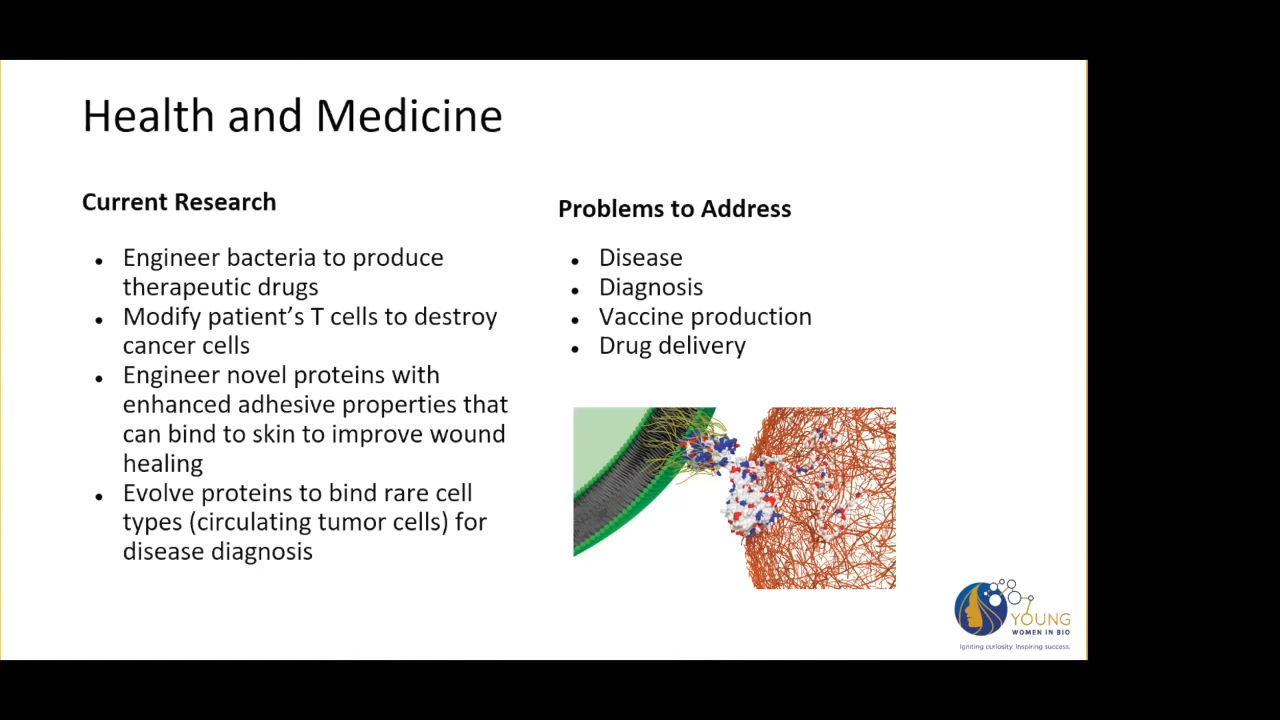 Health and Medicine
Current Research
• Engineer bacteria to produce
therapeutic drugs
• Modify patient’s T cells to destroy
cancer cells
• Engineer novel proteins with
enhanced adhesive properties that
can bind to skin to improve wound
healing
• Evolve proteins to bind rare cell
types (circulating tumor cells) for
disease diagnosis
Problems to Address
• Disease
• Diagnosis
• Vaccine production
• Drug delivery
YOUNG
WOMEN IN BIO
Igniting curiosity. Inspiring success.